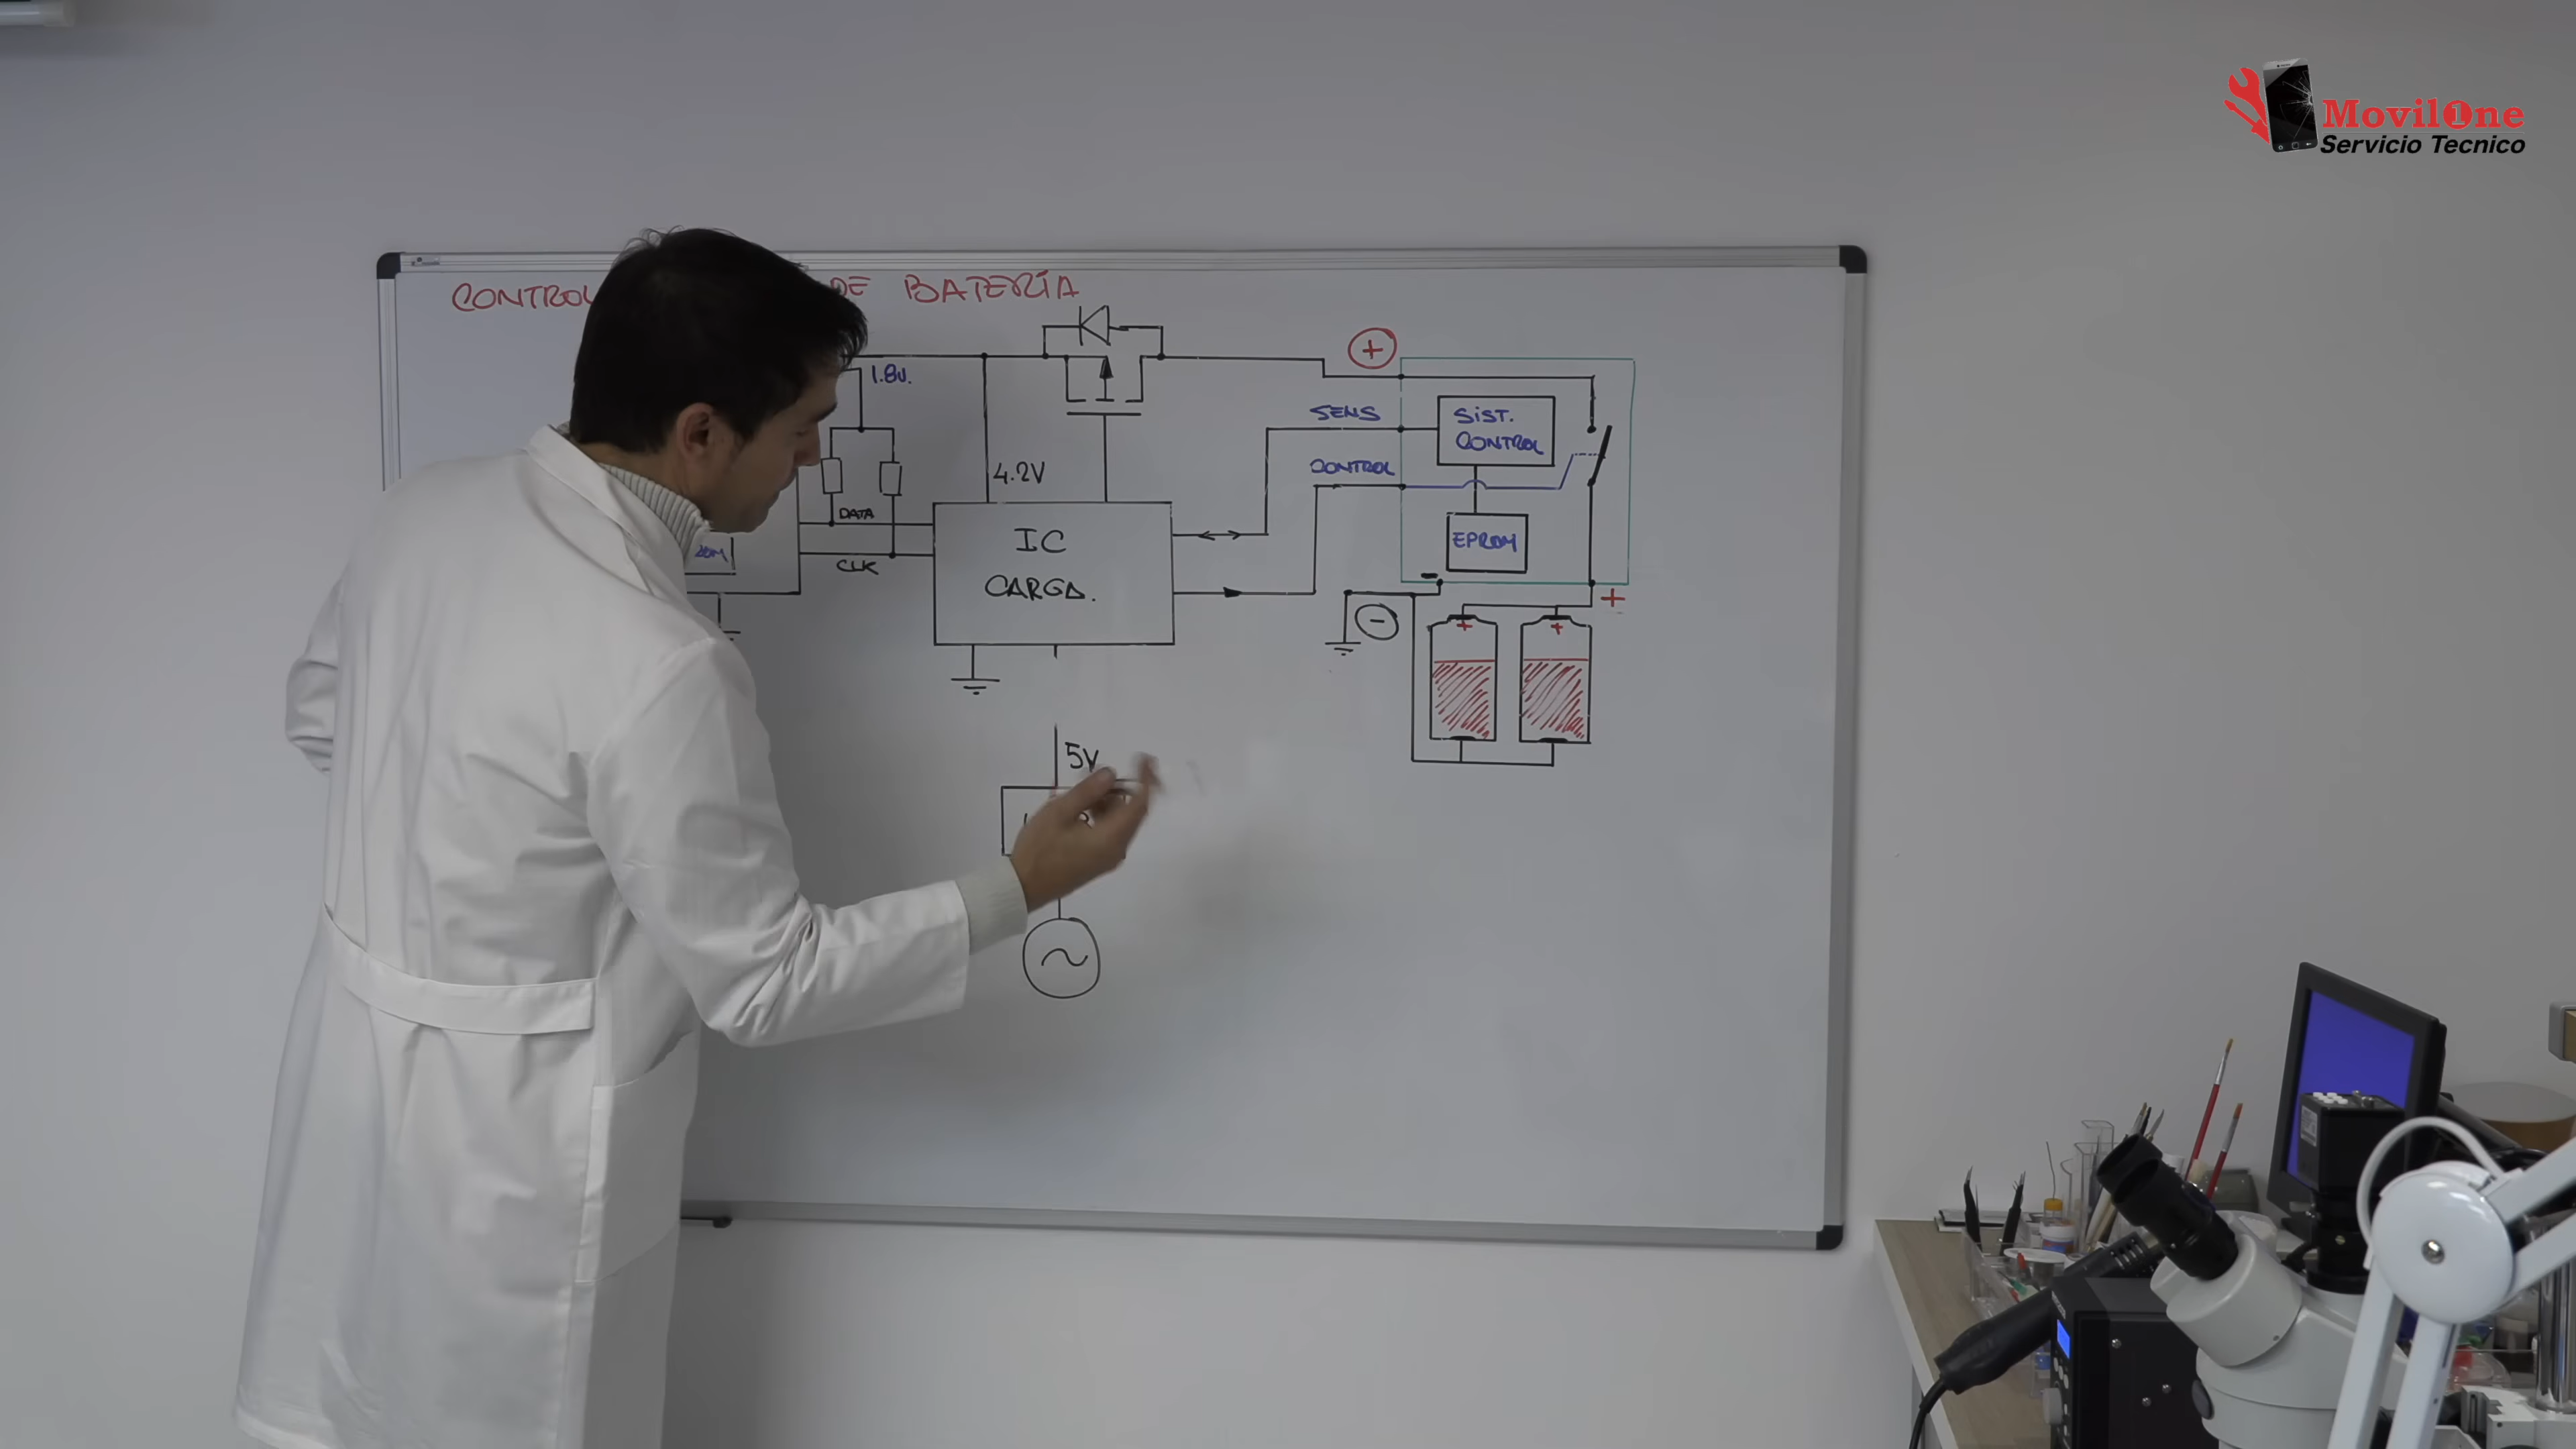 Movil1ne
Servicio Tecnico
CONTROL DE BATERÍA
1.8v.
+
SENS
SIST.
CONTROL
CONTROL
4.2V
DATA
CLK
IC
CARGA.
EPROM
-
+
-
+
+
5V